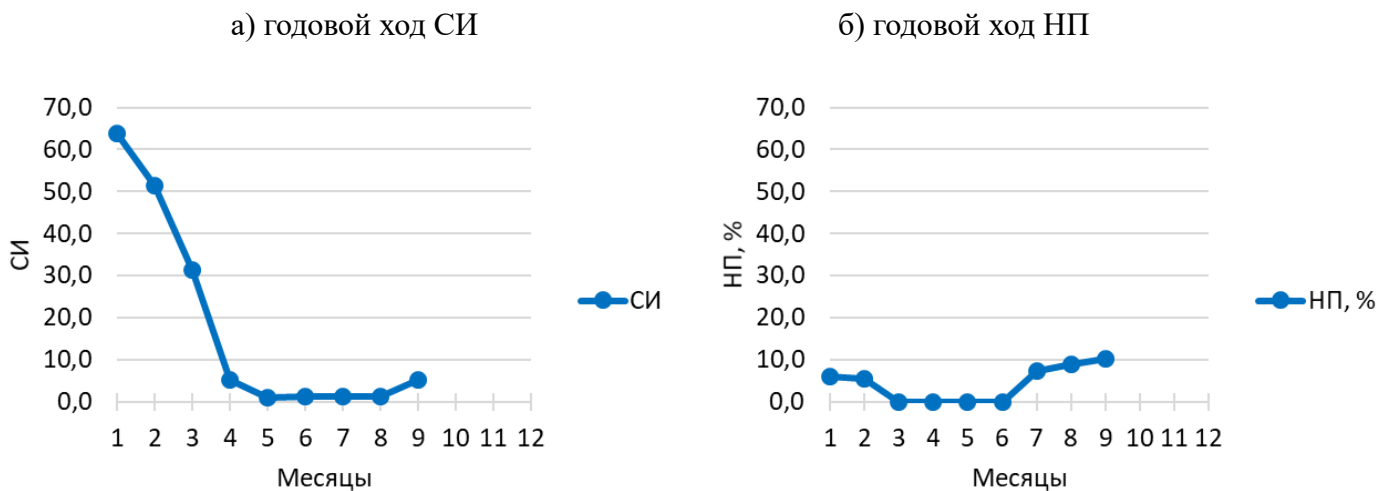 а) годовой ход СИ
70,0
60,0
50,0
40,0
30,0
20,0
10,0
0,0
СИ
1 2 3 4 5 6 7 8 9 10 11 12
Месяцы
СИ
б) годовой ход НП
70,0
60,0
50,0
40,0
30,0
20,0
10,0
0,0
НП, %
1 2 3 4 5 6 7 8 9 10 11 12
Месяцы
НП, %